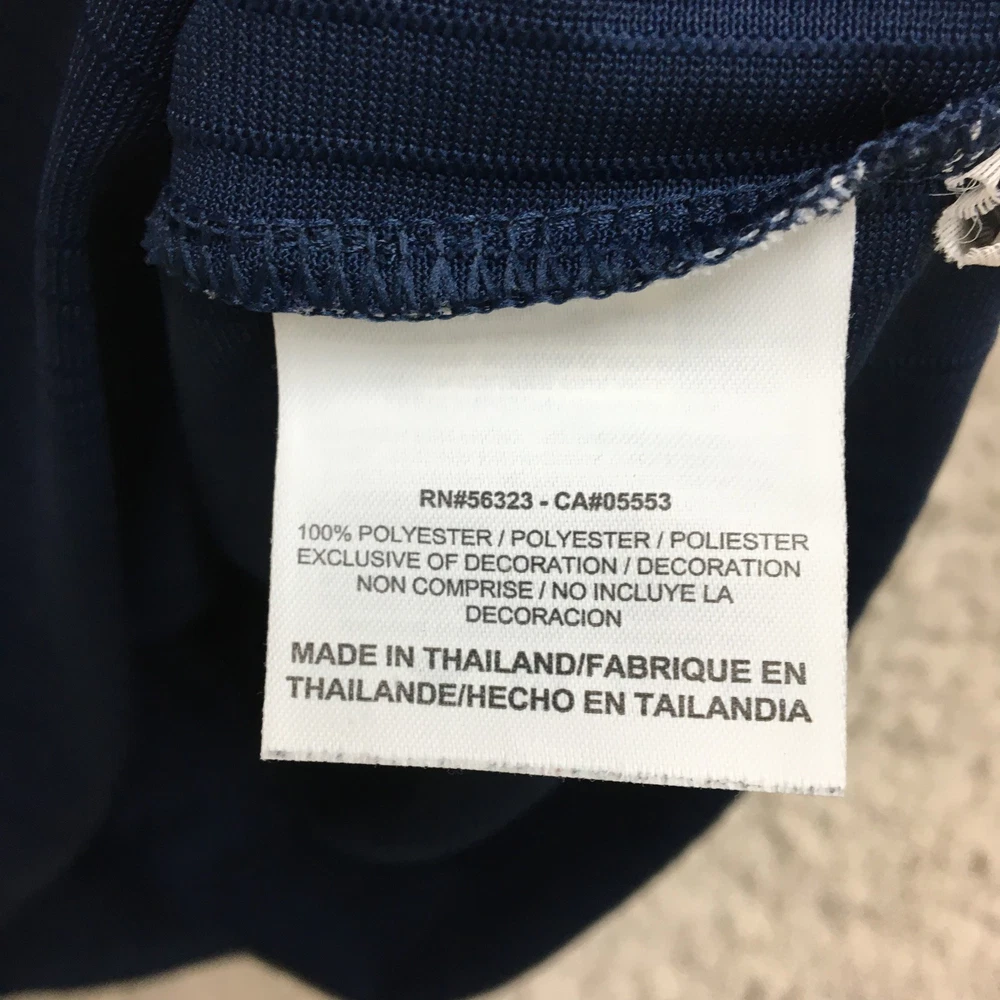 RN#56323 - CA#05553
100% POLYESTER / POLYESTER / POLIESTER
EXCLUSIVE OF DECORATION / DECORATION
NON COMPRISE / NO INCLUYE LA
DECORACION
MADE IN THAILAND/FABRIQUE EN
THAILANDE/HECHO EN TAILANDIA